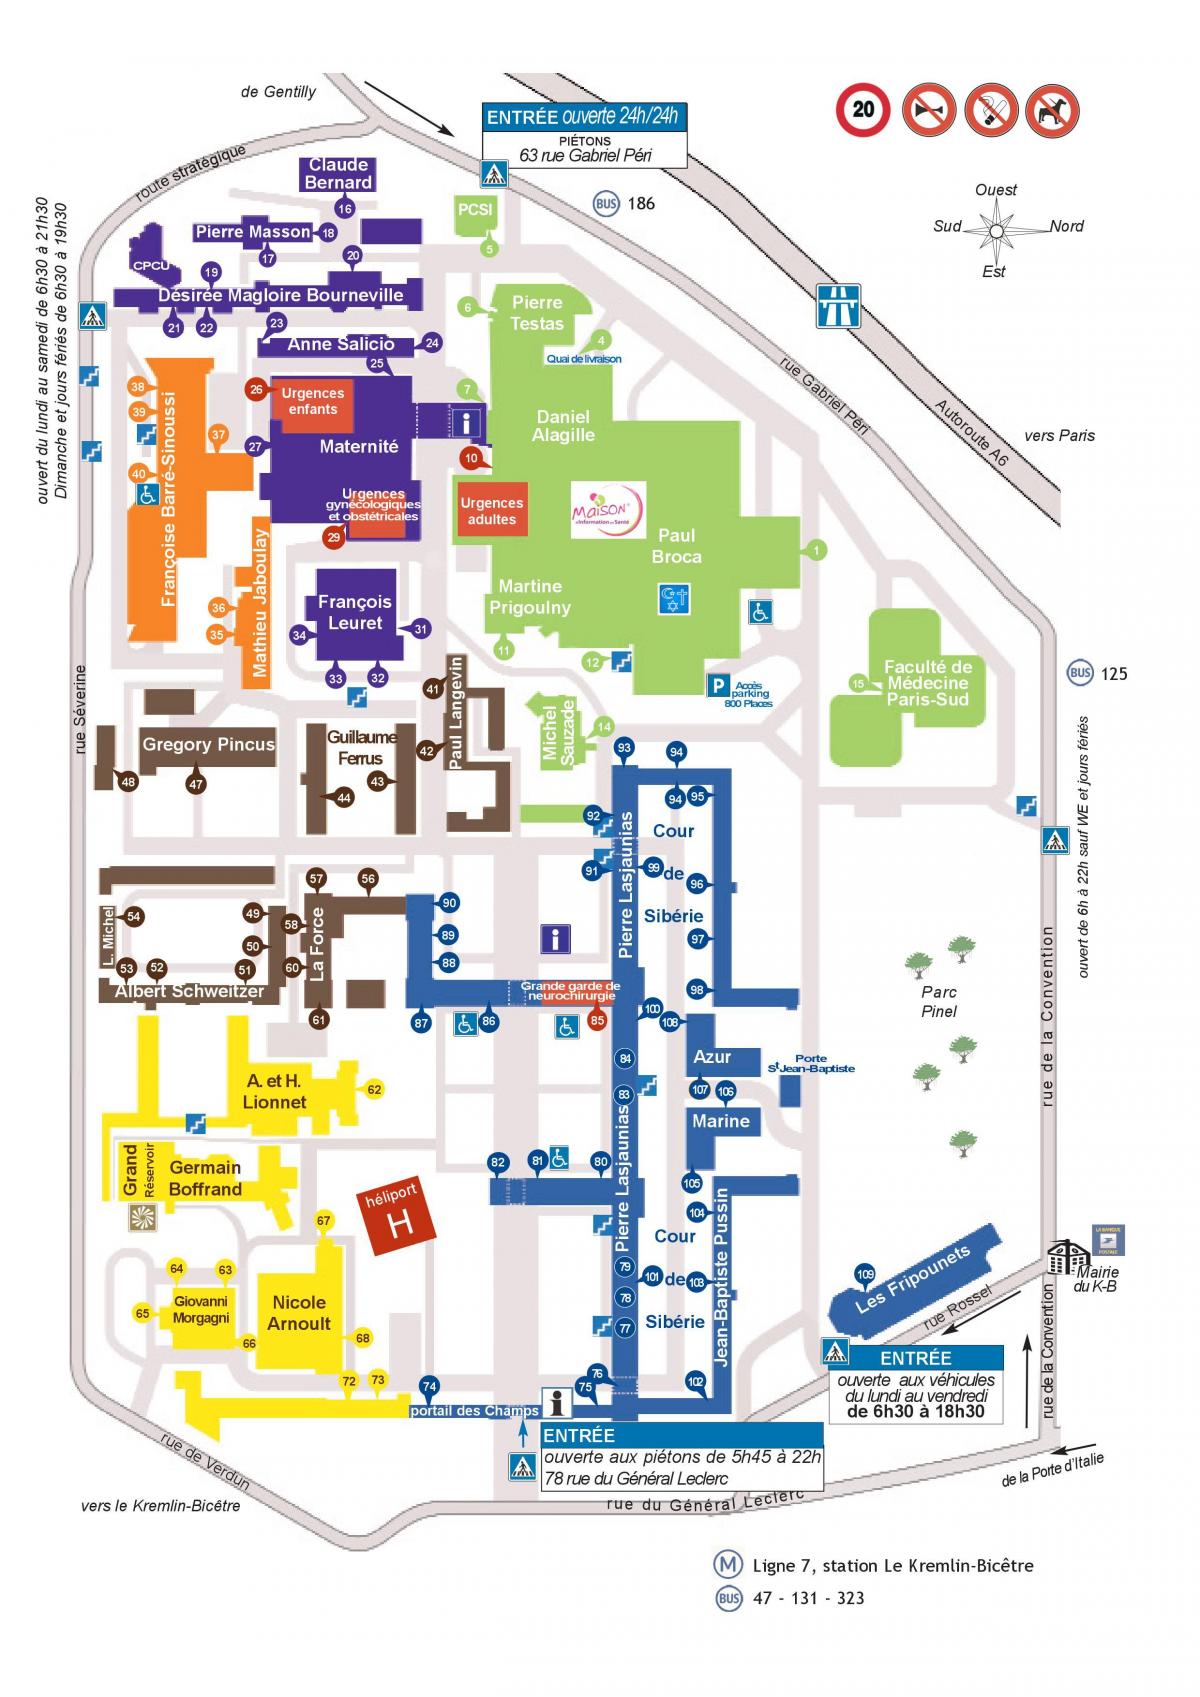 de Gentilly
route stratégique
ENTRÉE ouverte 24h/24h
PIÉTONS
63 rue Gabriel Péri
BUS 186
20
Ouest
Sud
Nord
Est
ouvert du lundi au samedi de 6h30 à 21h30
Dimanche et jours fériés de 6h30 à 19h30
Claude
Bernard
16
PCSI
5
Pierre Masson
18
17
CPCU
19
20
Désirée Magloire Bourneville
21
22
23
Anne Salicio
24
25
6
Pierre
Testas
4
Quai de livraison
rue Gabriel Péri
Autoroute A6
vers Paris
38
39
40
37
Françoise Barré-Sinoussi
26
Urgences
enfants
27
Maternité
Urgences
gynécologiques
et obstétricales
29
7
i
10
Daniel
Alagille
Urgences
adultes
MaiSON
d'Information en Santé
Paul
Broca
1
Martine
Prigoulny
11
12
P
Accès
parking
800 Places
36
35
Mathieu Jaboulay
François
Leuret
34
31
33
32
rue Séverine
15
Faculté de
Médecine
Paris-Sud
BUS 125
ouvert de 6h à 22h sauf WE et jours fériés
rue de la Convention
41
42
Paul Langevin
Michel
Sauzade
14
Gregory Pincus
48
47
Guillaume
Ferrus
43
44
93
94
94
95
92
91
99
96
97
98
Pierre Lasjaunias
Cour
de
Sibérie
57
56
54
L. Michel
49
50
58
60
La Force
53
52
51
Albert Schweitzer
61
90
89
88
87
86
i
Grande garde de
neurochirurgie
85
100
108
84
83
Azur
107
106
Marine
105
Porte
St Jean-Baptiste
Parc
Pinel
A. et H.
Lionnet
62
Grand
Réservoir
Germain
Boffrand
héliport
H
82
81
80
Pierre Lasjaunias
104
Cour
de
Sibérie
79
101
103
78
77
Jean-Baptiste Pussin
67
64
63
65
Giovanni
Morgagni
66
Nicole
Arnoult
68
72
73
74
portail des Champs
i
75
76
102
109
Les Fripounets
rue Rossel
LA BANQUE
POSTALE
Mairie
du K-B
ENTRÉE
ouverte aux véhicules
du lundi au vendredi
de 6h30 à 18h30
rue de la Convention
ENTRÉE
ouverte aux piétons de 5h45 à 22h
78 rue du Général Leclerc
de la Porte d'Italie
rue de Verdun
vers le Kremlin-Bicêtre
rue du Général Leclerc
M Ligne 7, station Le Kremlin-Bicêtre
BUS 47 - 131 - 323